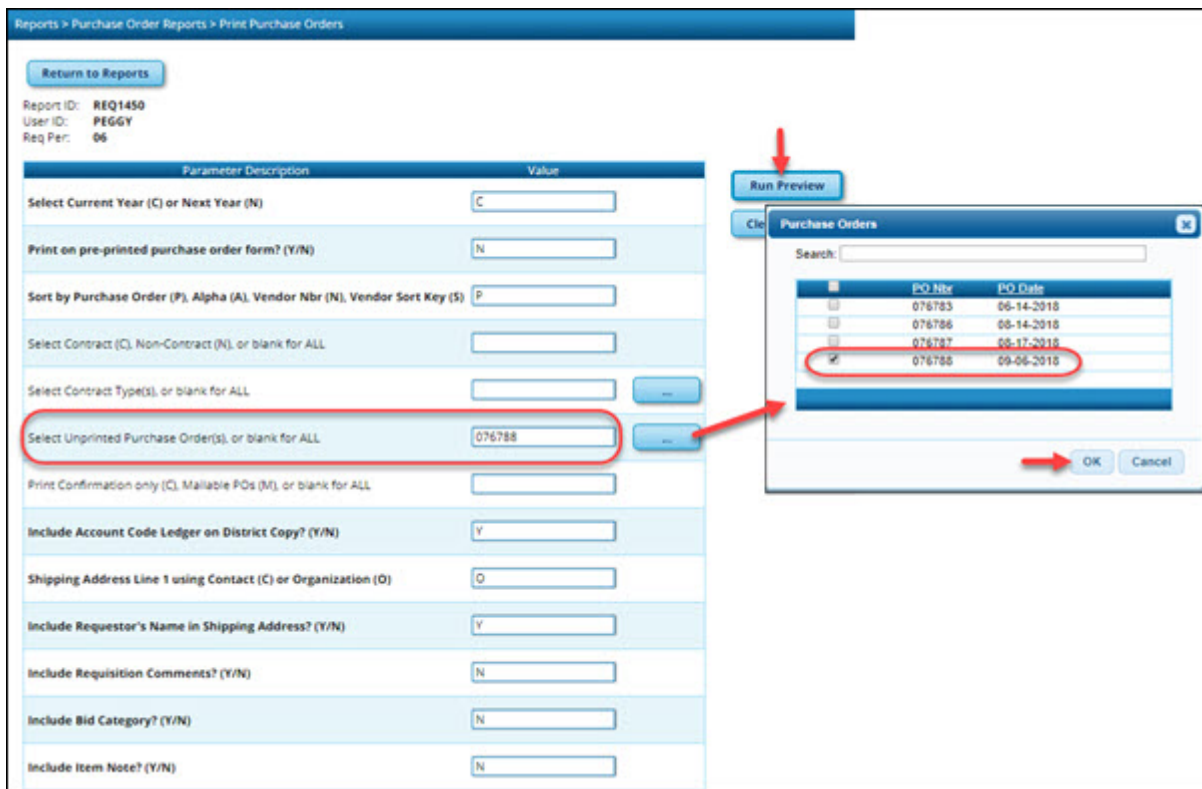 Reports > Purchase Order Reports > Print Purchase Orders
Return to Reports
Report ID: REQ1450
User ID: PEGGY
Req Per: 06
Parameter Description Value
Select Current Year (C) or Next Year (N) C
Print on pre-printed purchase order form? (Y/N) N
Sort by Purchase Order (P), Alpha (A), Vendor Nbr (N), Vendor Sort Key (S) P
Select Contract (C), Non-Contract (N), or blank for ALL
Select Contract Type(s), or blank for ALL ...
Select Unprinted Purchase Order(s), or blank for ALL 076788 ...
Print Confirmation only (C), Mailable POs (M), or blank for ALL
Include Account Code Ledger on District Copy? (Y/N) Y
Shipping Address Line 1 using Contact (C) or Organization (O) O
Include Requestor's Name in Shipping Address? (Y/N) Y
Include Requisition Comments? (Y/N) N
Include Bid Category? (Y/N) N
Include Item Note? (Y/N) N
Run Preview
Cle
Purchase Orders
Search:
PO Nbr PO Date
076783 06-14-2018
076786 08-14-2018
076787 08-17-2018
076788 09-06-2018
OK Cancel